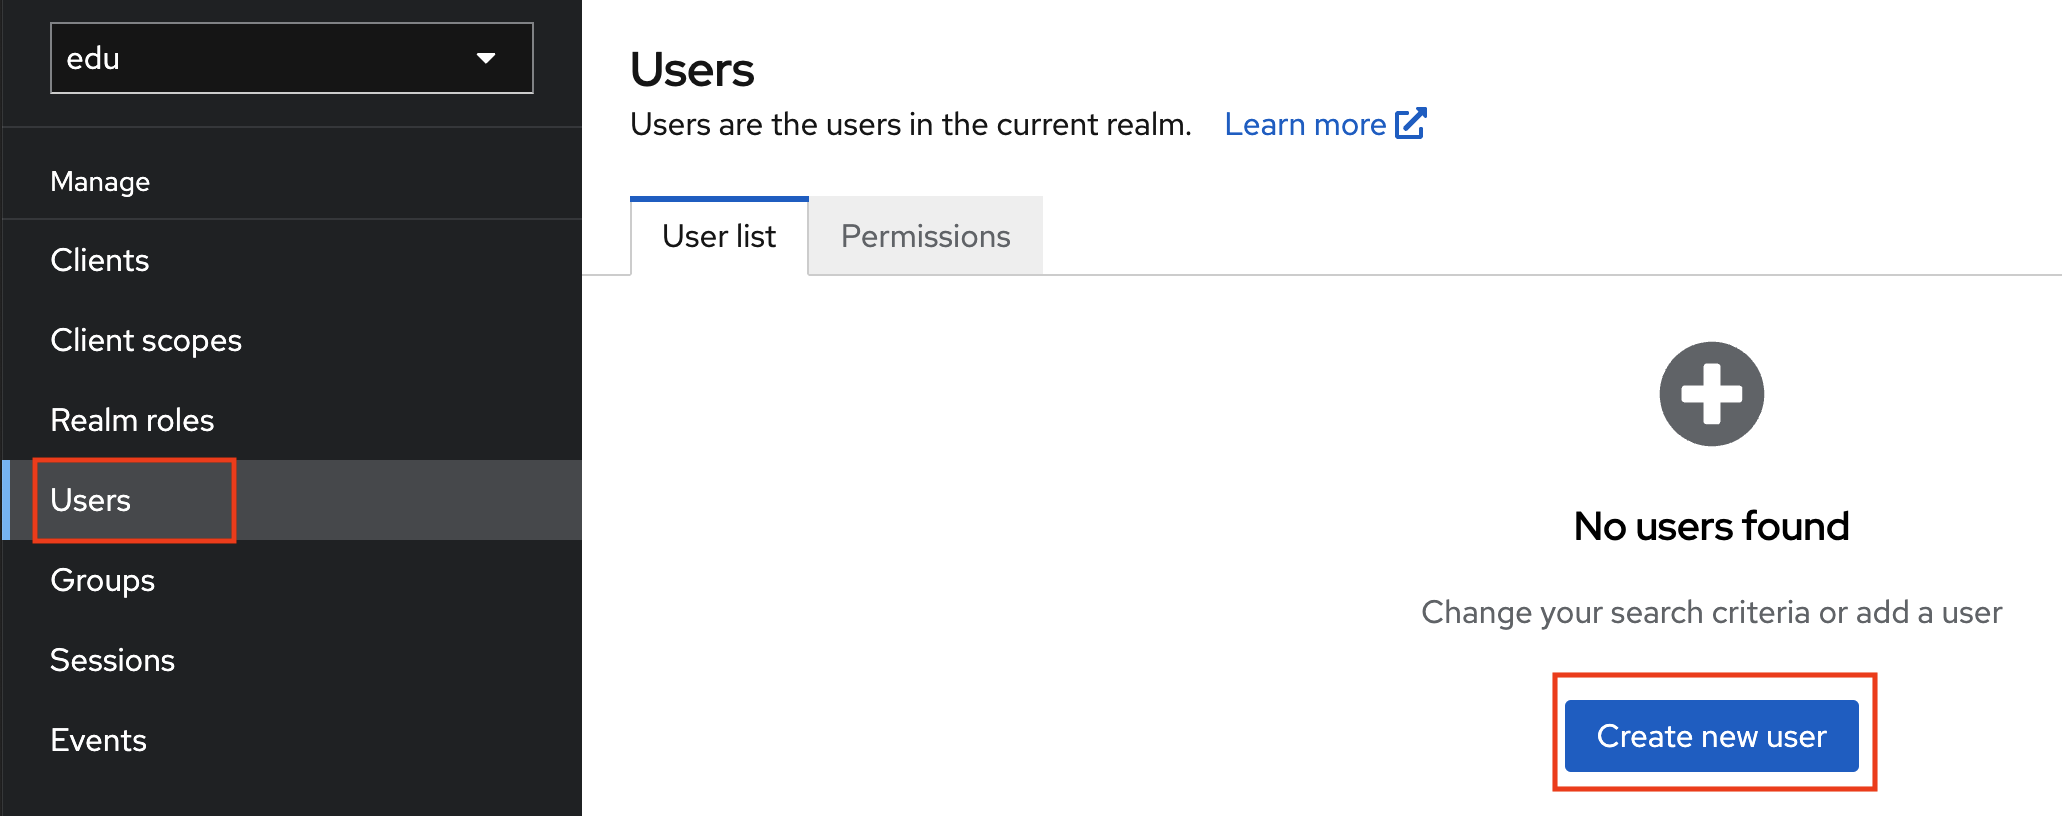 edu
Manage
Clients
Client scopes
Realm roles
Users
Groups
Sessions
Events
Users
Users are the users in the current realm. Learn more
User list Permissions
No users found
Change your search criteria or add a user
Create new user